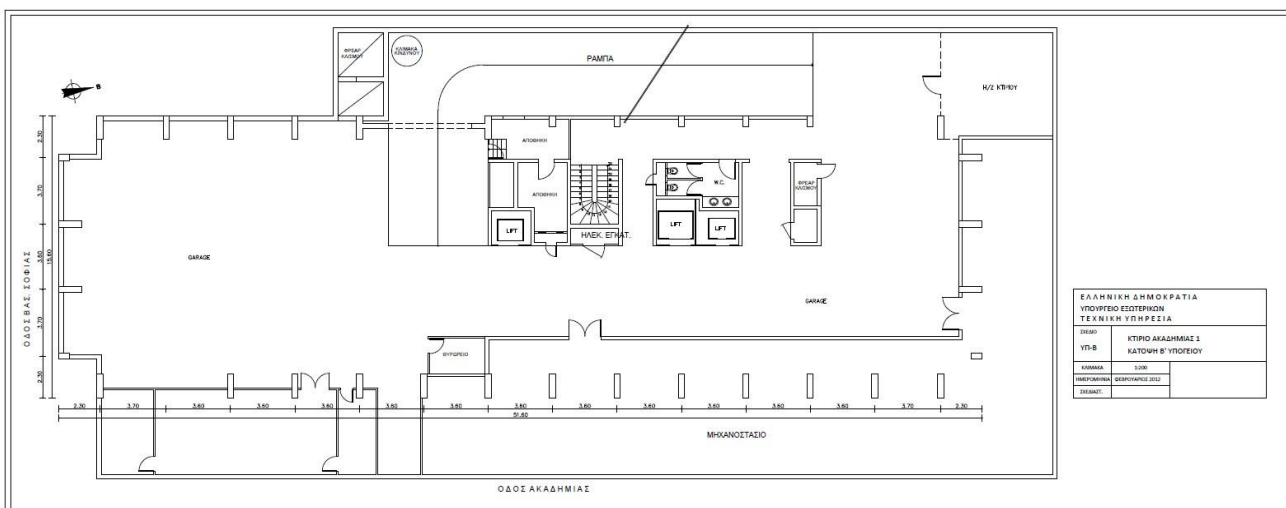 ΦΡΕΑΡ
ΚΛΙΣΜΟΥ
ΚΛΙΜΑΚΑ
ΚΙΝΔΥΝΟΥ
ΡΑΜΠΑ
Η/Ζ ΚΤΙΡΙΟΥ
Β
ΑΠΟΘΗΚΗ
ΑΠΟΘΗΚΗ
W.C.
ΦΡΕΑΡ
ΚΛΙΣΜΟΥ
LIFT
LIFT
LIFT
ΗΛΕΚ. ΕΓΚΑΤ.
GARAGE
GARAGE
ΘΥΡΩΡΕΙΟ
2.30
3.70
3.60
3.70
2.30
15.60
ΟΔΟΣ ΒΑΣ. ΣΟΦΙΑΣ
2.30 3.70 3.60 3.60 3.60 3.60 3.60 3.60 3.60 3.60 3.60 3.60 3.60 3.70 2.30
51.60
ΜΗΧΑΝΟΣΤΑΣΙΟ
ΟΔΟΣ ΑΚΑΔΗΜΙΑΣ
ΕΛΛΗΝΙΚΗ ΔΗΜΟΚΡΑΤΙΑ
ΥΠΟΥΡΓΕΙΟ ΕΞΩΤΕΡΙΚΩΝ
ΤΕΧΝΙΚΗ ΥΠΗΡΕΣΙΑ
ΣΧΕΔΙΟ
ΥΠ-Β
ΚΤΙΡΙΟ ΑΚΑΔΗΜΙΑΣ 1
ΚΑΤΟΨΗ Β' ΥΠΟΓΕΙΟΥ
ΚΛΙΜΑΚΑ 1:200
ΗΜΕΡΟΜΗΝΙΑ ΦΕΒΡΟΥΑΡΙΟΣ 2012
ΣΧΕΔΙΑΣΤ.